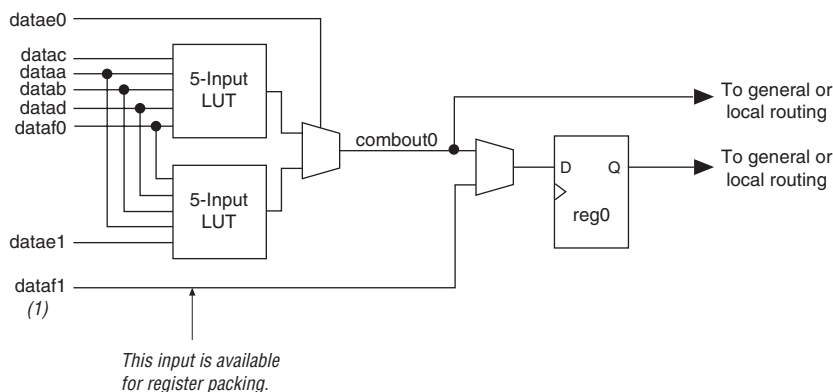 datae0
datac
dataa
datab
datad
dataf0
5-Input
LUT
5-Input
LUT
combout0
D Q
reg0
To general or
local routing
To general or
local routing
datae1
dataf1
(1)
This input is available
for register packing.